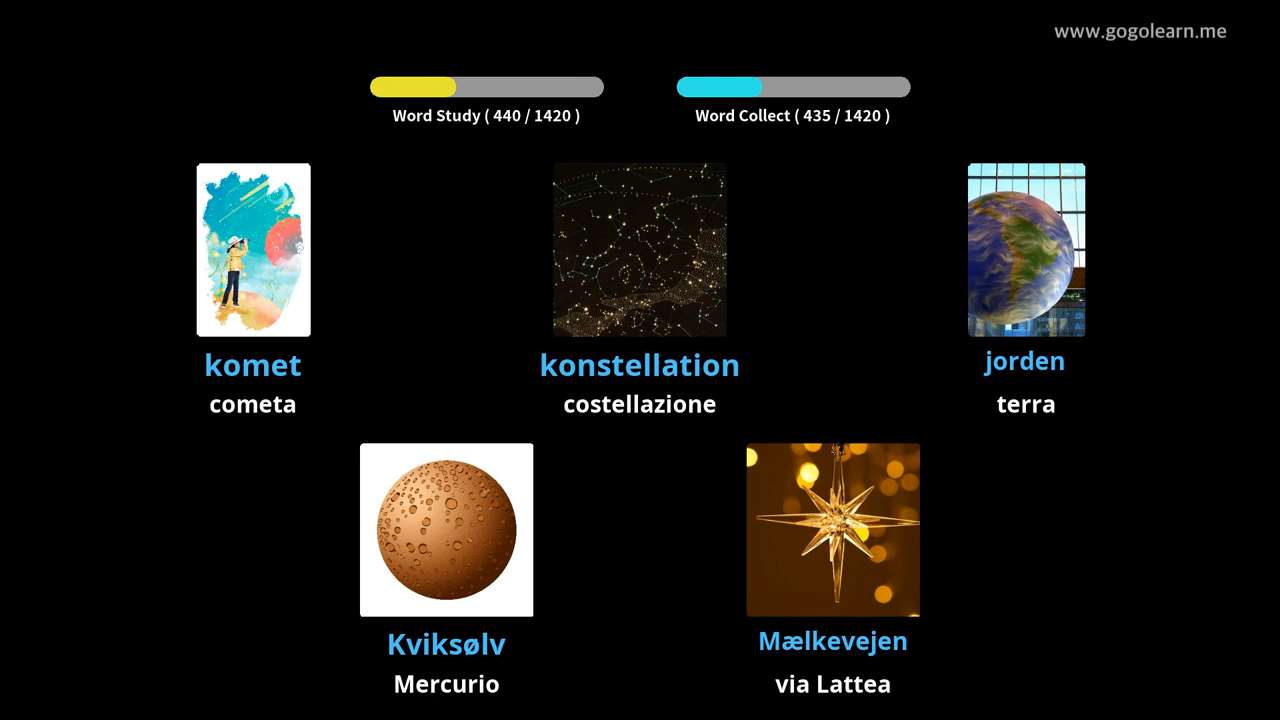 www.gogolearn.me
Word Study ( 440 / 1420 )
Word Collect ( 435 / 1420 )
komet
cometa
konstellation
costellazione
jorden
terra
Kviksølv
Mercurio
Mælkevejen
via Lattea